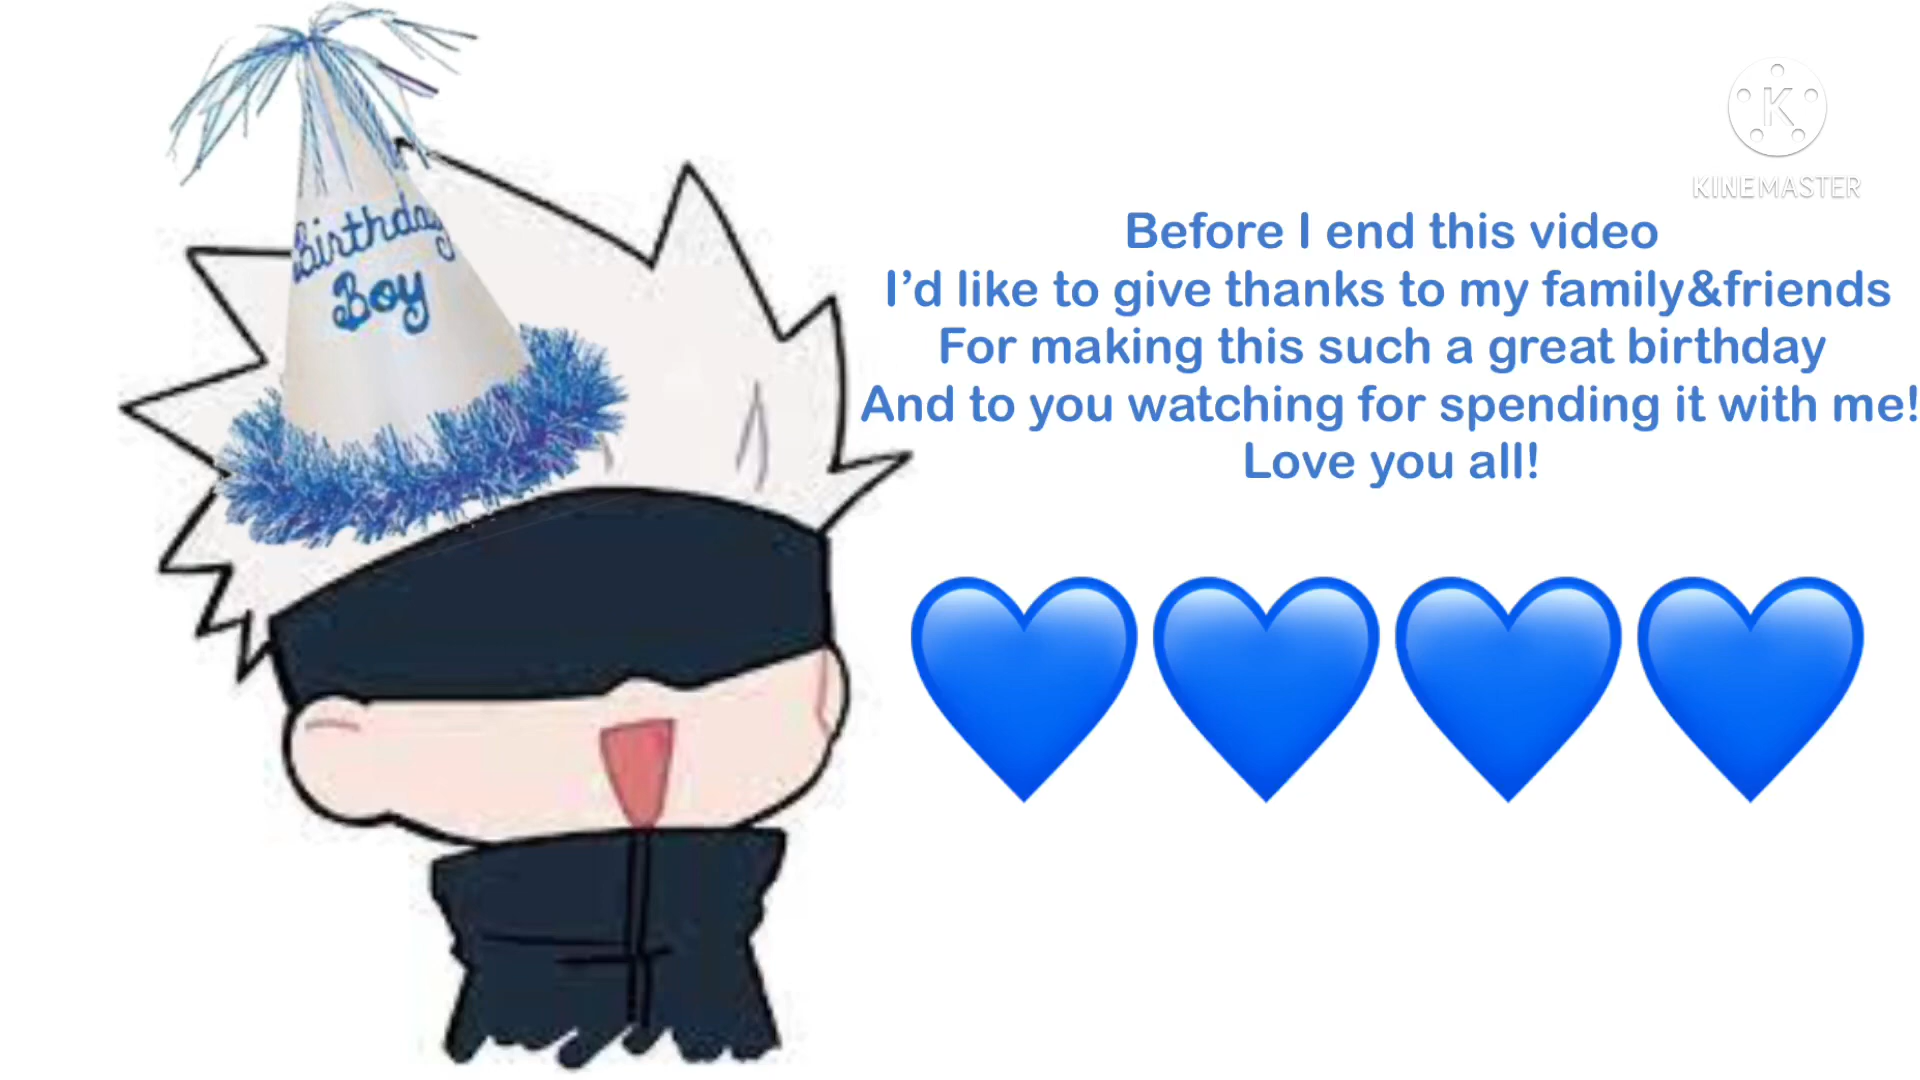 Birthday
Boy
K
KINEMASTER
Before I end this video
I’d like to give thanks to my family&friends
For making this such a great birthday
And to you watching for spending it with me!
Love you all!